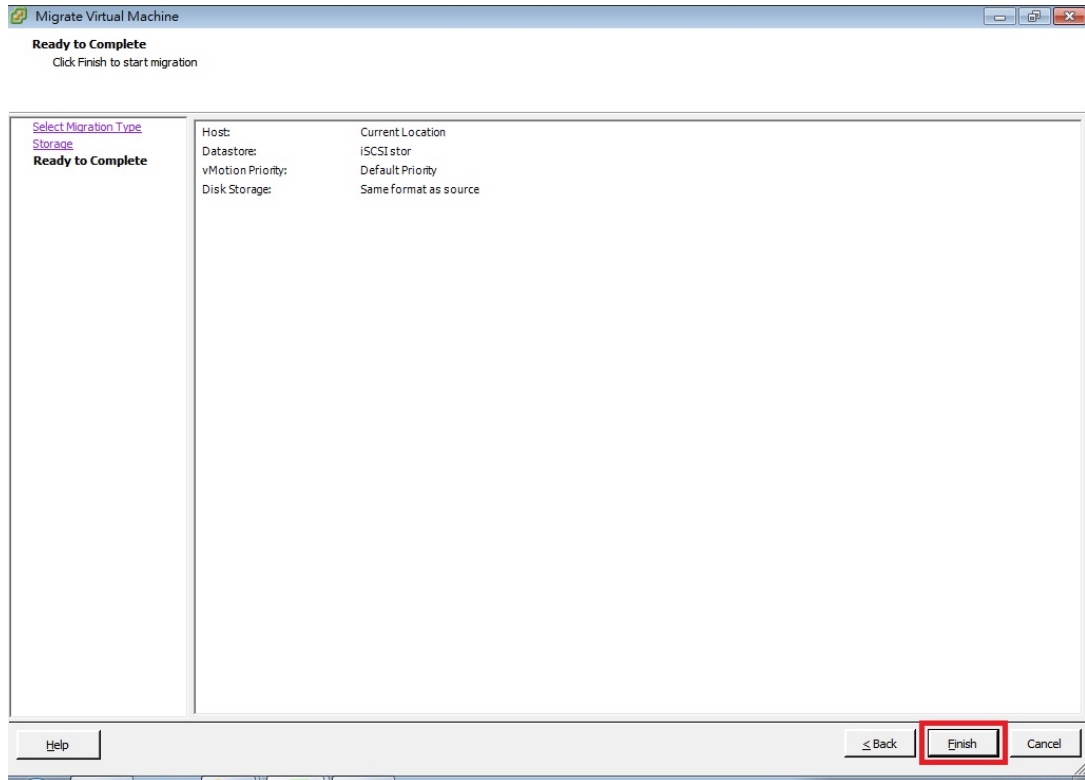 Migrate Virtual Machine
Ready to Complete
Click Finish to start migration
Select Migration Type
Storage
Ready to Complete
Host: Current Location
Datastore: iSCSI stor
vMotion Priority: Default Priority
Disk Storage: Same format as source
Help
< Back
Finish
Cancel